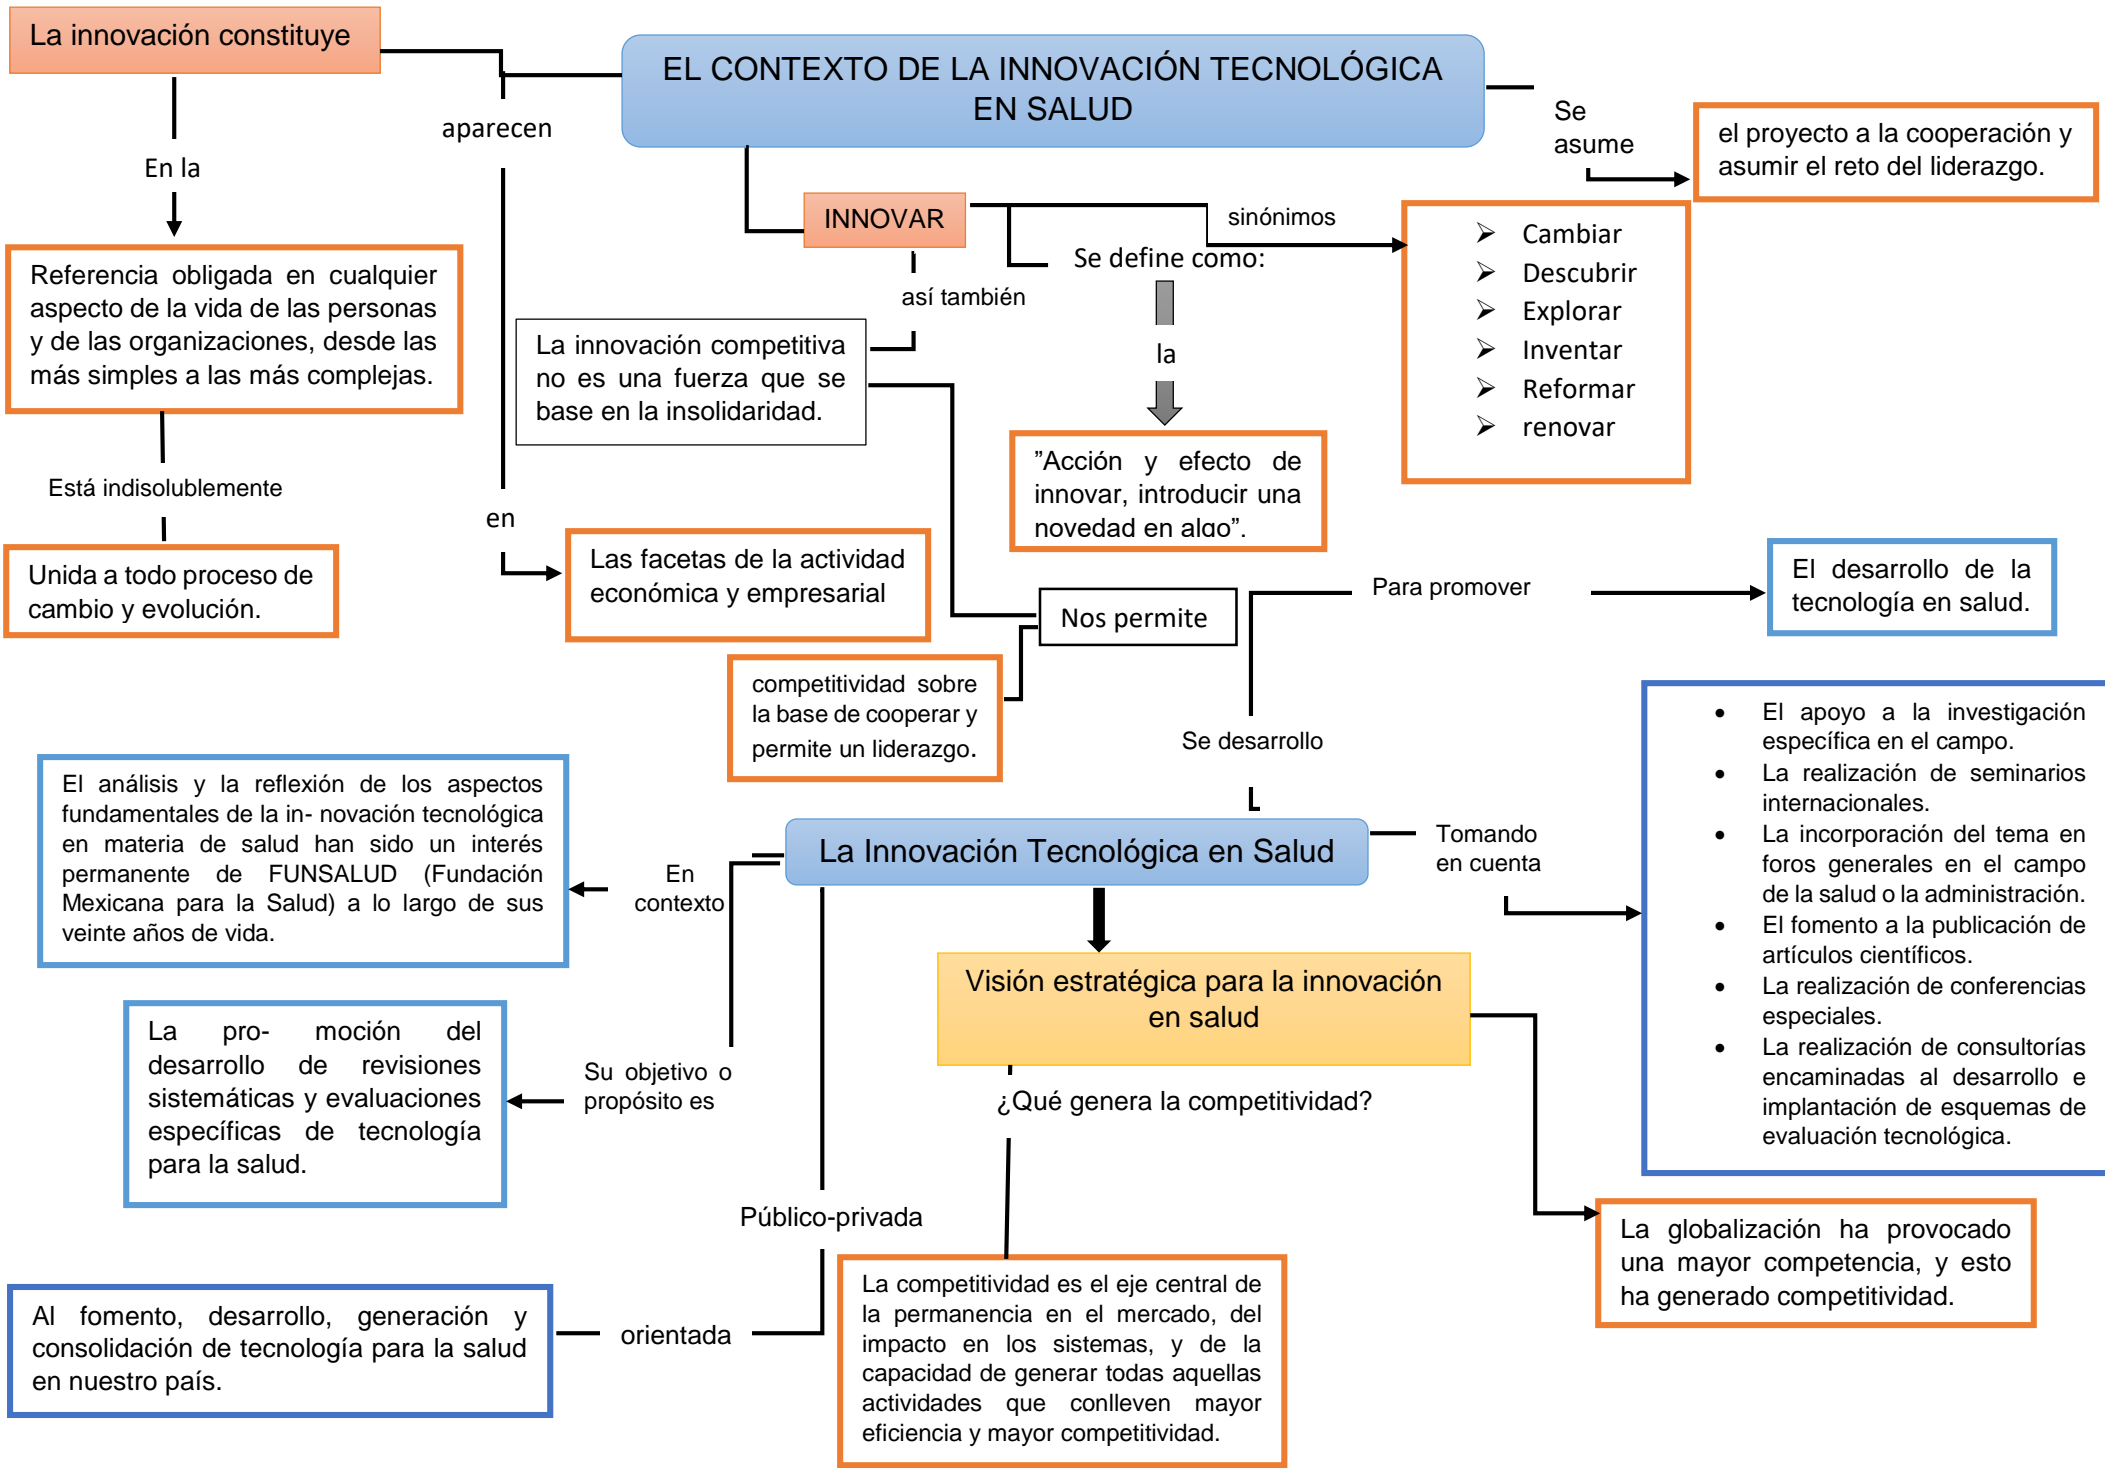 La innovación constituye
EL CONTEXTO DE LA INNOVACIÓN TECNOLÓGICA
EN SALUD
aparecen
Se
asume
el proyecto a la cooperación y
asumir el reto del liderazgo.
En la
INNOVAR
sinónimos
➢ Cambiar
➢ Descubrir
➢ Explorar
➢ Inventar
➢ Reformar
➢ renovar
Se define como:
así también
la
Referencia obligada en cualquier
aspecto de la vida de las personas
y de las organizaciones, desde las
más simples a las más complejas.
La innovación competitiva
no es una fuerza que se
base en la insolidaridad.
”Acción y efecto de
innovar, introducir una
novedad en algo”.
Está indisolublemente
en
Unida a todo proceso de
cambio y evolución.
Las facetas de la actividad
económica y empresarial
Para promover
El desarrollo de la
tecnología en salud.
Nos permite
competitividad sobre
la base de cooperar y
permite un liderazgo.
Se desarrollo
• El apoyo a la investigación
específica en el campo.
• La realización de seminarios
internacionales.
• La incorporación del tema en
foros generales en el campo
de la salud o la administración.
• El fomento a la publicación de
artículos científicos.
• La realización de conferencias
especiales.
• La realización de consultorías
encaminadas al desarrollo e
implantación de esquemas de
evaluación tecnológica.
El análisis y la reflexión de los aspectos
fundamentales de la in- novación tecnológica
en materia de salud han sido un interés
permanente de FUNSALUD (Fundación
Mexicana para la Salud) a lo largo de sus
veinte años de vida.
En
contexto
La Innovación Tecnológica en Salud
Tomando
en cuenta
Visión estratégica para la innovación
en salud
La pro- moción del
desarrollo de revisiones
sistemáticas y evaluaciones
específicas de tecnología
para la salud.
Su objetivo o
propósito es
¿Qué genera la competitividad?
Público-privada
La globalización ha provocado
una mayor competencia, y esto
ha generado competitividad.
Al fomento, desarrollo, generación y
consolidación de tecnología para la salud
en nuestro país.
orientada
La competitividad es el eje central de
la permanencia en el mercado, del
impacto en los sistemas, y de la
capacidad de generar todas aquellas
actividades que conlleven mayor
eficiencia y mayor competitividad.